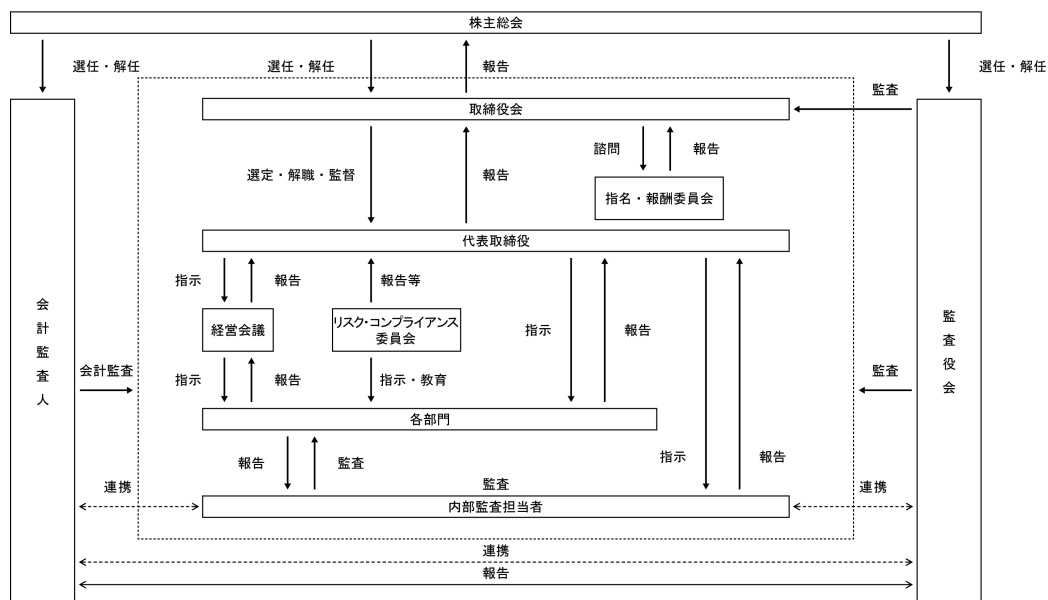 株主総会
選任・解任
選任・解任
報告
選任・解任
監査
取締役会
諮問
報告
選定・解職・監督
報告
指名・報酬委員会
代表取締役
指示
報告
報告等
経営会議
リスク・コンプライアンス
委員会
指示
報告
会計監査人
監査役会
会計監査
指示
報告
指示・教育
監査
各部門
報告
監査
指示
報告
監査
連携
内部監査担当者
連携
連携
報告